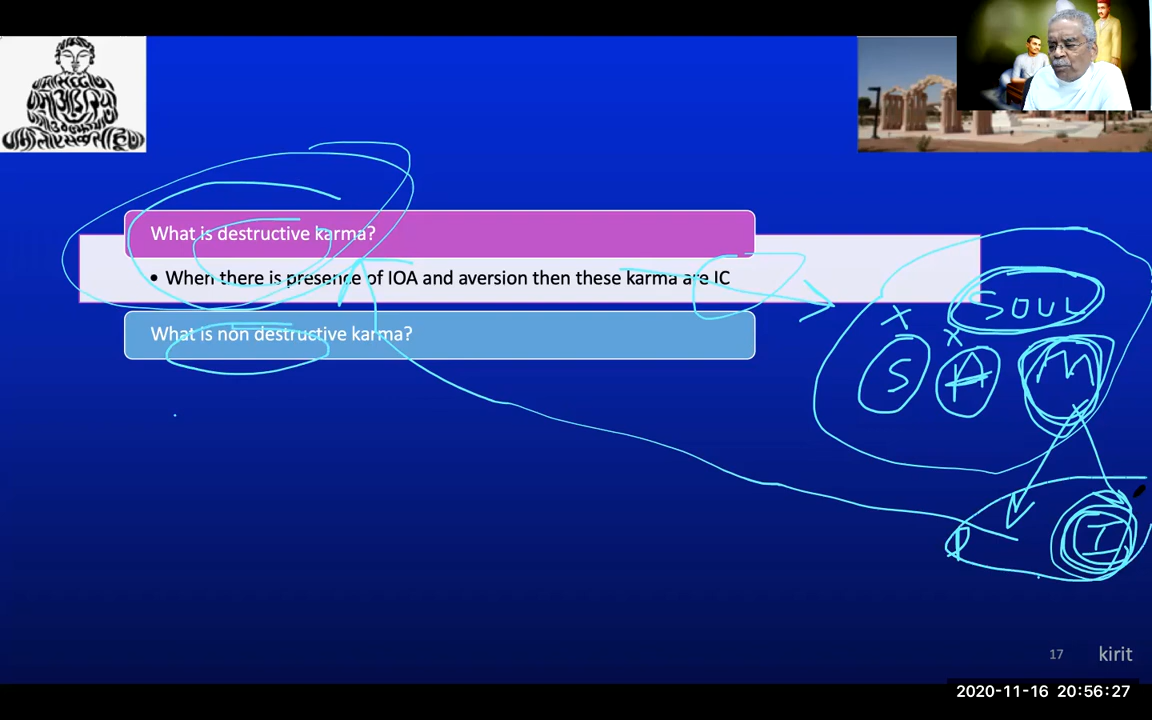 What is destructive karma?
• When there is presence of IOA and aversion then these karma are IC
What is non destructive karma?
SOUL
S A M
I
17 kirit
2020-11-16 20:56:27